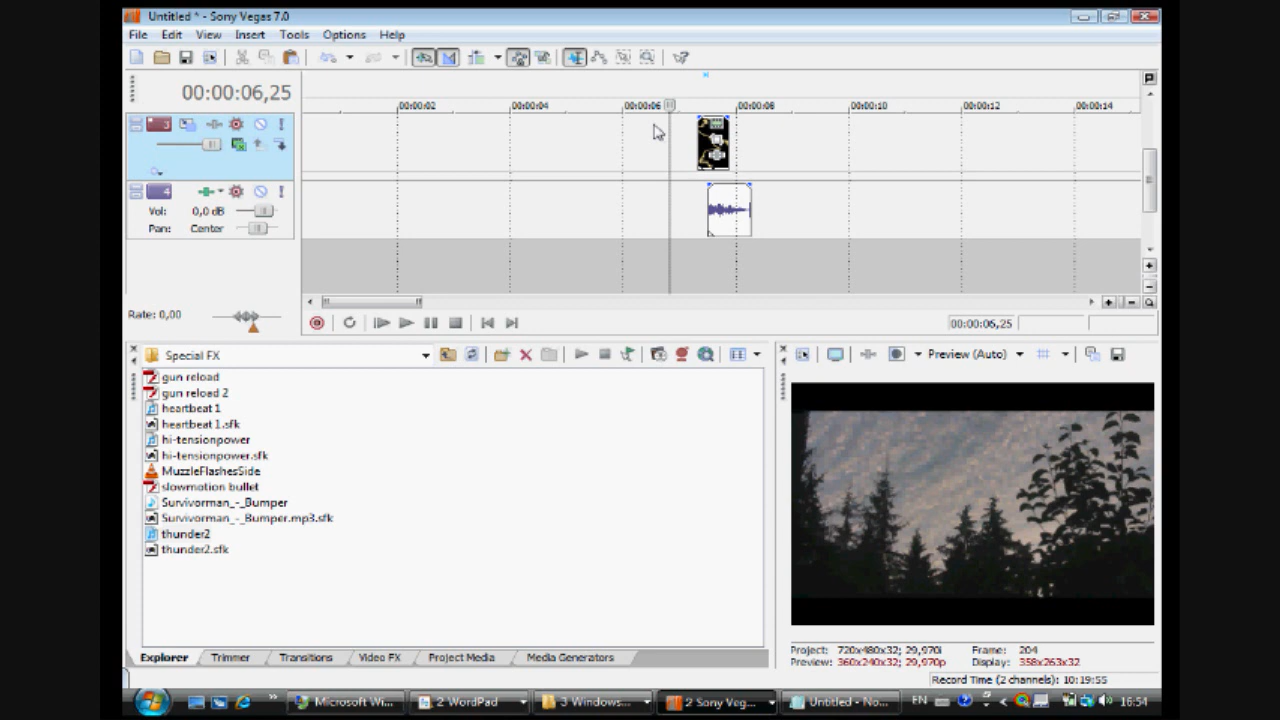 Untitled * - Sony Vegas 7.0
File Edit View Insert Tools Options Help
00:00:06,25
00:00:02 00:00:04 00:00:06 00:00:08 00:00:10 00:00:12 00:00:14
3
4
Vol: 0,0 dB
Pan: Center
Rate: 0,00
00:00:06,25
Special FX
Preview (Auto)
gun reload
gun reload 2
heartbeat 1
heartbeat 1.sfk
hi-tensionpower
hi-tensionpower.sfk
MuzzleFlashesSide
slowmotion bullet
Survivorman_-_Bumper
Survivorman_-_Bumper.mp3.sfk
thunder2
thunder2.sfk
Explorer Trimmer Transitions Video FX Project Media Media Generators
Project: 720x480x32; 29,970i Frame: 204
Preview: 360x240x32; 29,970p Display: 358x263x32
Record Time (2 channels): 10:19:55
Microsoft Wi... 2 WordPad 3 Windows... 2 Sony Veg... Untitled - No... EN 16:54